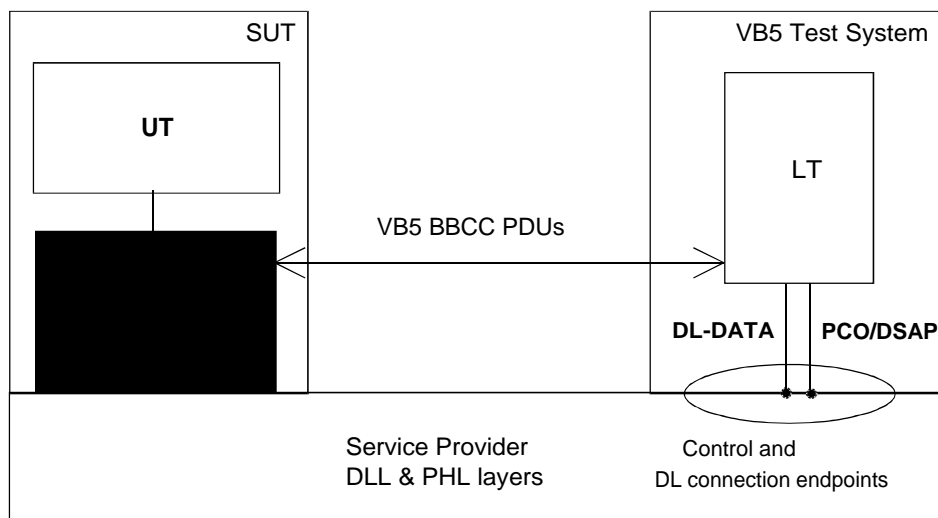 SUT
VB5 Test System
UT
LT
VB5 BBCC PDUs
DL-DATA
PCO/DSAP
Service Provider
DLL & PHL layers
Control and
DL connection endpoints